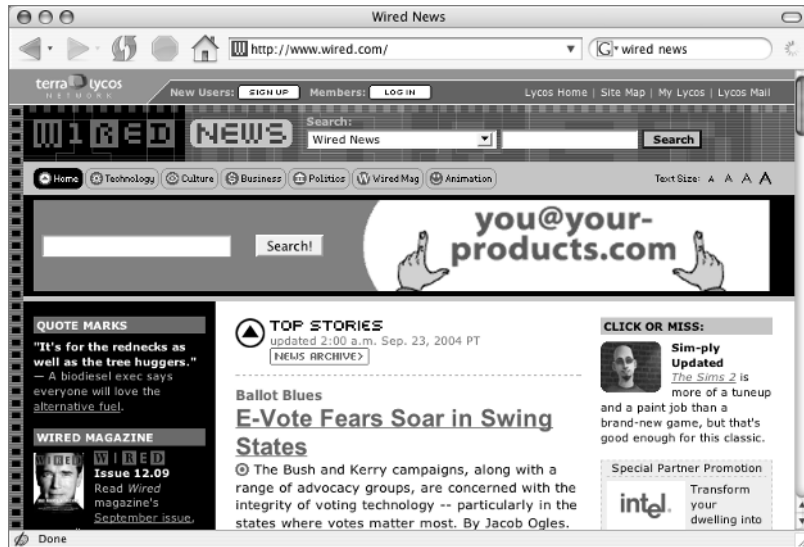 Wired News
http://www.wired.com/
G wired news
terra lycos
NETWORK
New Users: SIGN UP Members: LOG IN
Lycos Home | Site Map | My Lycos | Lycos Mail
WIRED NEWS
Search:
Wired News
Search
Home Technology Culture Business Politics Wired Mag Animation
Text Size: A A A A
Search!
you@your-
products.com
QUOTE MARKS
"It's for the rednecks as
well as the tree huggers."
— A biodiesel exec says
everyone will love the
alternative fuel.
WIRED MAGAZINE
WIRED
WIRED
Issue 12.09
Read Wired
magazine's
September issue,
TOP STORIES
updated 2:00 a.m. Sep. 23, 2004 PT
NEWS ARCHIVE>
Ballot Blues
E-Vote Fears Soar in Swing
States
The Bush and Kerry campaigns, along with a
range of advocacy groups, are concerned with the
integrity of voting technology -- particularly in the
states where votes matter most. By Jacob Ogles.
CLICK OR MISS:
Sim-ply
Updated
The Sims 2 is
more of a tuneup
and a paint job than a
brand-new game, but that's
good enough for this classic.
Special Partner Promotion
intel.
Transform
your
dwelling into
Done